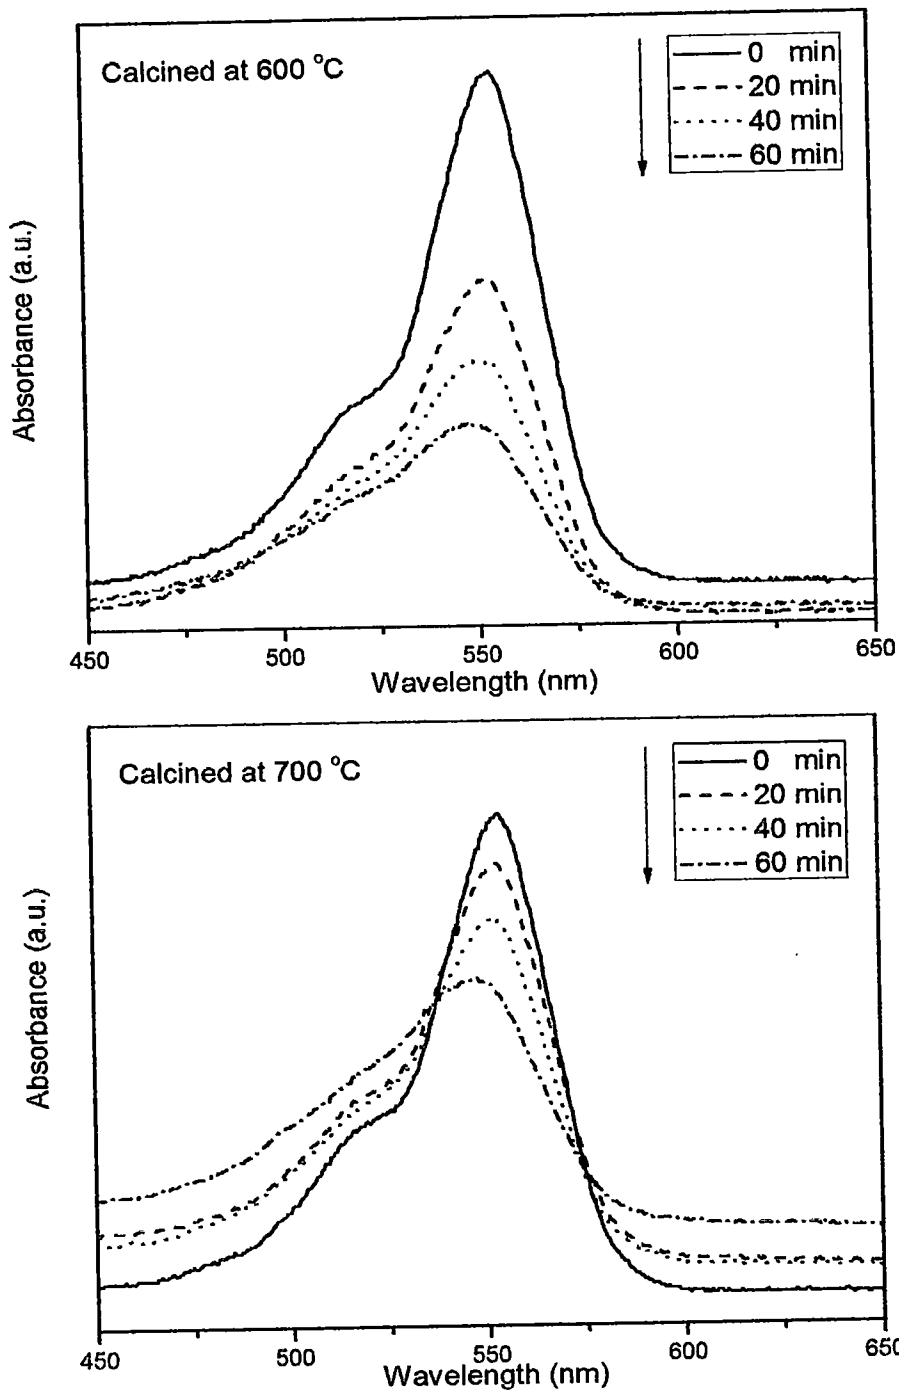 Calcined at 600 °C
0 min
20 min
40 min
60 min
Absorbance (a.u.)
450 500 550 600 650
Wavelength (nm)
Calcined at 700 °C
0 min
20 min
40 min
60 min
Absorbance (a.u.)
450 500 550 600 650
Wavelength (nm)